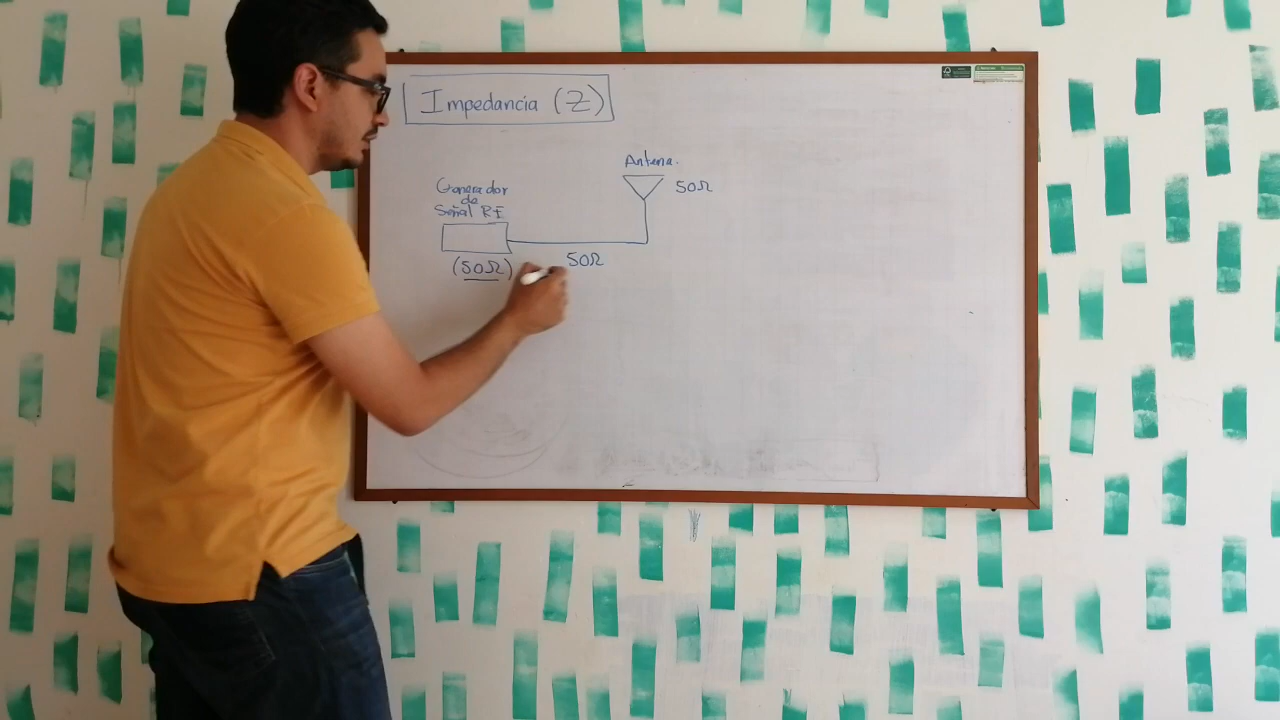 Impedancia (Z)
Antena.
50Ω
Generador
de
Señal RF
(50Ω)
50Ω